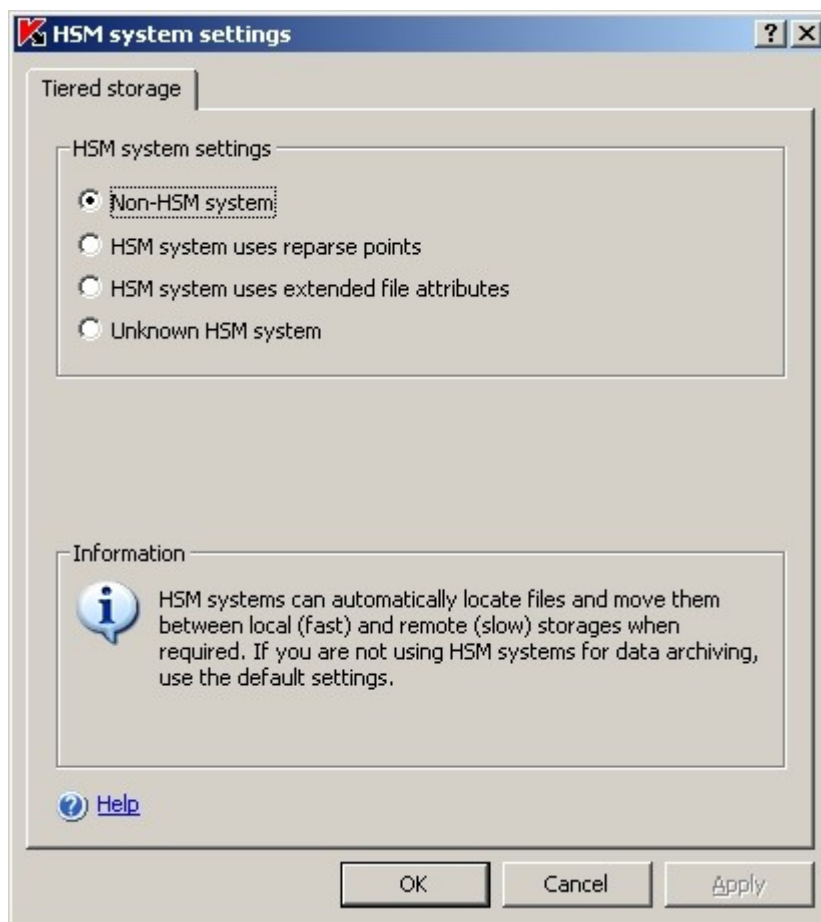 HSM system settings
Tiered storage
HSM system settings
Non-HSM system
HSM system uses reparse points
HSM system uses extended file attributes
Unknown HSM system
Information
HSM systems can automatically locate files and move them
between local (fast) and remote (slow) storages when
required. If you are not using HSM systems for data archiving,
use the default settings.
Help
OK
Cancel
Apply